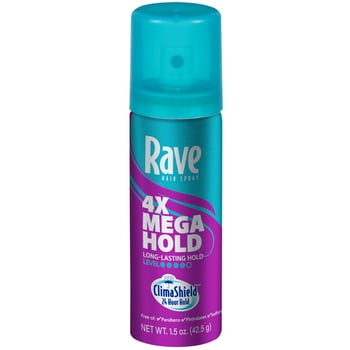 Rave
HAIR SPRAY
4X
MEGA
HOLD
LONG-LASTING HOLD
LEVEL
ClimaShield
24 Hour Hold
Free of: Parabens Phthalates
NET WT. 1.5 oz. (42.5 g)